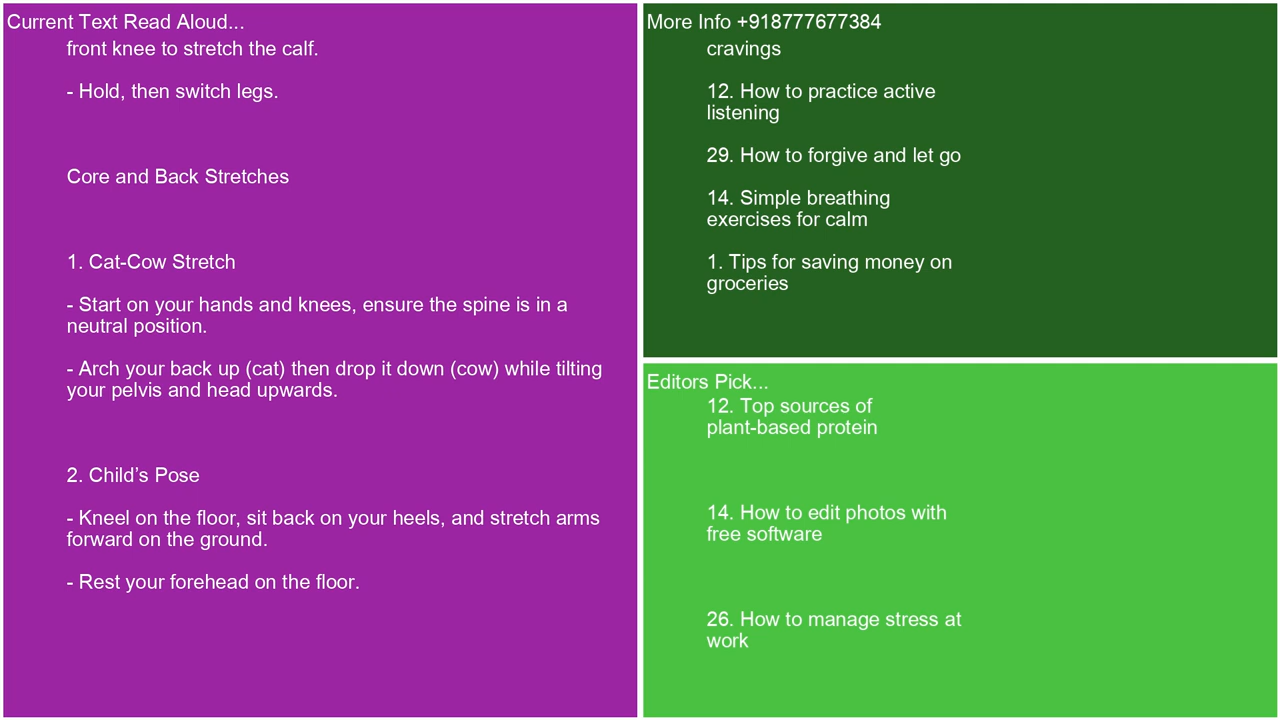 Current Text Read Aloud...
front knee to stretch the calf.
- Hold, then switch legs.
Core and Back Stretches
1. Cat-Cow Stretch
- Start on your hands and knees, ensure the spine is in a
neutral position.
- Arch your back up (cat) then drop it down (cow) while tilting
your pelvis and head upwards.
2. Child’s Pose
- Kneel on the floor, sit back on your heels, and stretch arms
forward on the ground.
- Rest your forehead on the floor.
More Info +918777677384
cravings
12. How to practice active
listening
29. How to forgive and let go
14. Simple breathing
exercises for calm
1. Tips for saving money on
groceries
Editors Pick...
12. Top sources of
plant-based protein
14. How to edit photos with
free software
26. How to manage stress at
work